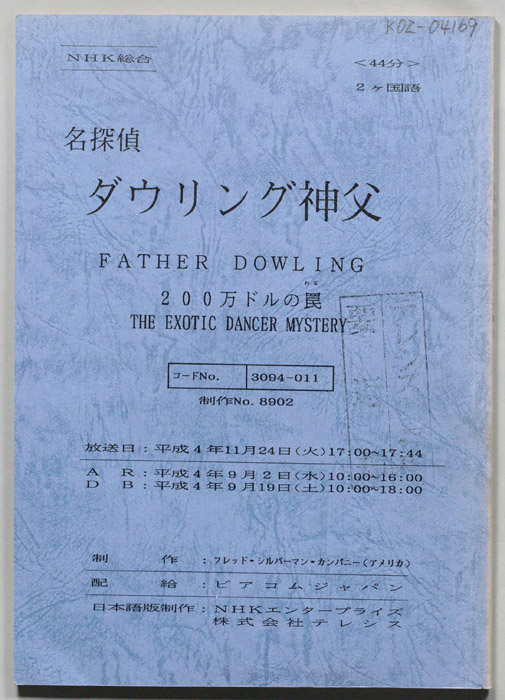 KOZ-04169
NHK総合
<44分>
2ヶ国語
名探偵
ダウリング神父
FATHER DOWLING
わな
200万ドルの罠
THE EXOTIC DANCER MYSTERY
コードNo. 3094-011
制作No. 8902
放送日:平成4年11月24日(火)17:00~17:44
AR:平成4年9月2日(水)10:00~16:00
DB:平成4年9月19日(土)10:00~18:00
制作:フレッド・シルバーマン・カンパニー(アメリカ)
配給:ビアコムジャパン
日本語版制作:NHKエンタープライズ
株式会社テレシス